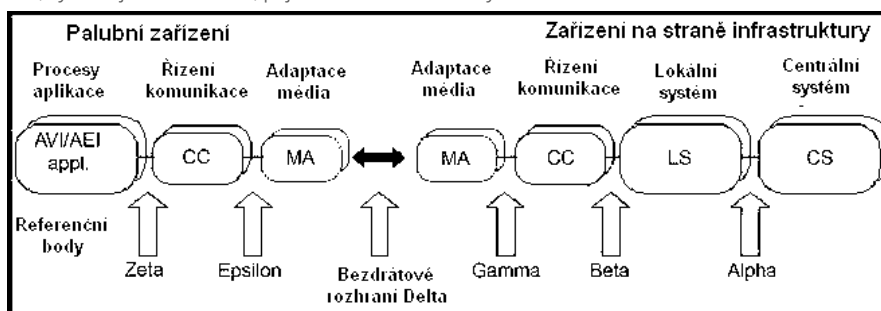 Palubní zařízení
Zařízení na straně infrastruktury
Procesy
aplikace
Řízení
komunikace
Adaptace
média
Adaptace
média
Řízení
komunikace
Lokální
systém
Centrální
systém
AVI/AEI
appl.
CC
MA
MA
CC
LS
CS
Referenční
body
Zeta
Epsilon
Bezdrátové
rozhraní Delta
Gamma
Beta
Alpha